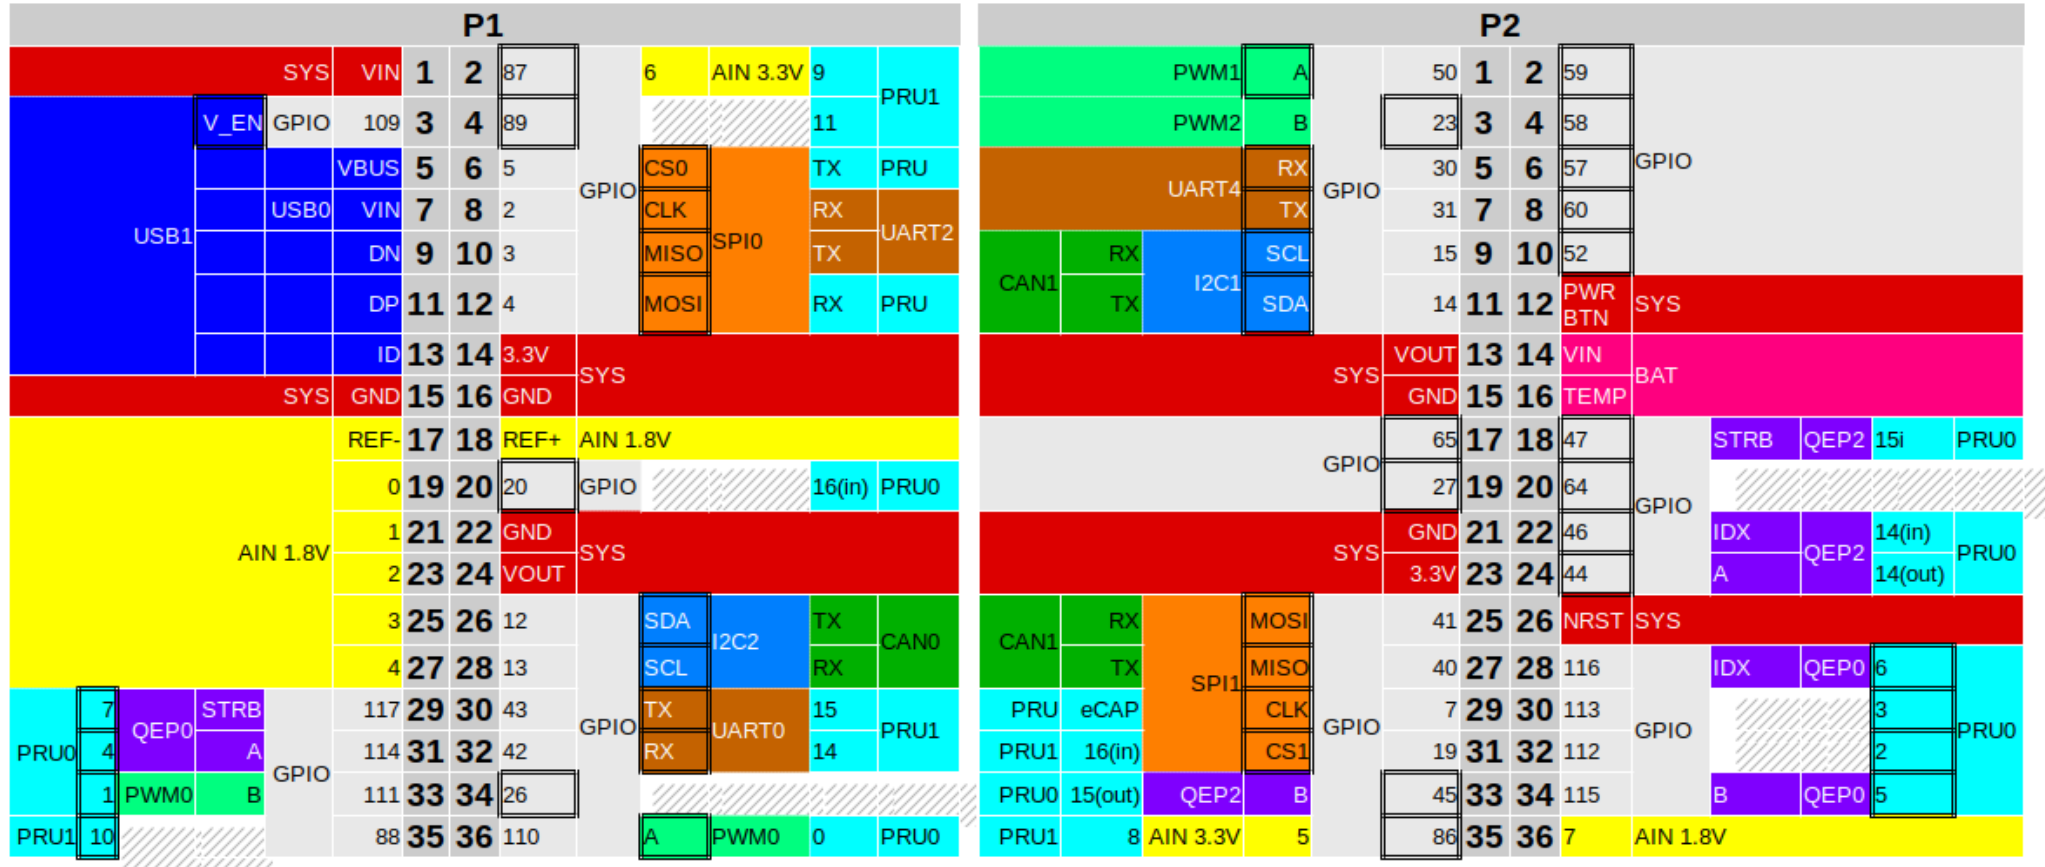 P1 P2
SYS VIN 1 2 87 6 AIN 3.3V 9 PRU1 PWM1 A 50 1 2 59
USB1 V_EN GPIO 109 3 4 89 11 PWM2 B 23 3 4 58 GPIO
VBUS 5 6 5 GPIO CS0 SPI0 TX PRU UART4 RX GPIO 30 5 6 57
USB0 VIN 7 8 2 CLK RX UART2 TX 31 7 8 60
DN 9 10 3 MISO TX CAN1 RX I2C1 SCL 15 9 10 52
DP 11 12 4 MOSI RX PRU TX SDA 14 11 12 PWR BTN SYS
ID 13 14 3.3V SYS SYS VOUT 13 14 VIN BAT
SYS GND 15 16 GND GND 15 16 TEMP
AIN 1.8V REF- 17 18 REF+ AIN 1.8V GPIO 65 17 18 47 GPIO STRB QEP2 15i PRU0
0 19 20 20 GPIO 16(in) PRU0 27 19 20 64
1 21 22 GND SYS SYS GND 21 22 46 IDX QEP2 14(in) PRU0
2 23 24 VOUT 3.3V 23 24 44 A 14(out)
3 25 26 12 GPIO SDA I2C2 TX CAN0 CAN1 RX SPI1 MOSI GPIO 41 25 26 NRST SYS
4 27 28 13 SCL RX TX MISO 40 27 28 116 GPIO IDX QEP0 6 PRU0
PRU0 7 QEP0 STRB GPIO 117 29 30 43 TX UART0 15 PRU1 PRU eCAP CLK 7 29 30 113 3
4 A 114 31 32 42 RX 14 PRU1 16(in) CS1 19 31 32 112 2
1 PWM0 B 111 33 34 26 PRU0 15(out) QEP2 B 45 33 34 115 B QEP0 5
PRU1 10 88 35 36 110 A PWM0 0 PRU0 PRU1 8 AIN 3.3V 5 86 35 36 7 AIN 1.8V